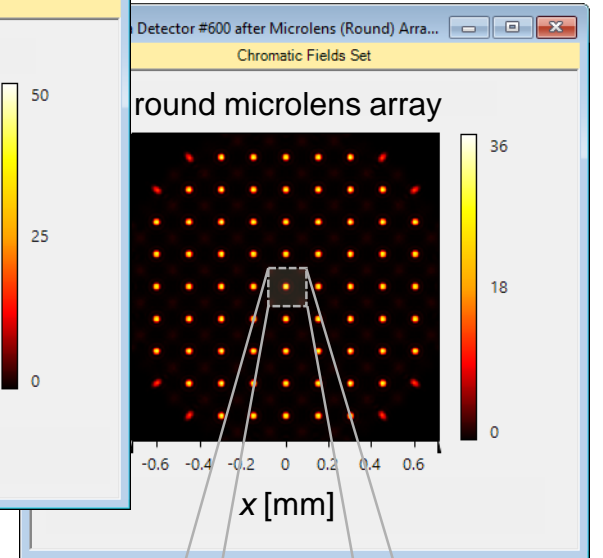 Detector #600 after Microlens (Round) Arra...
Chromatic Fields Set
round microlens array
50
25
0
36
18
0
-0.6 -0.4 -0.2 0 0.2 0.4 0.6
x [mm]